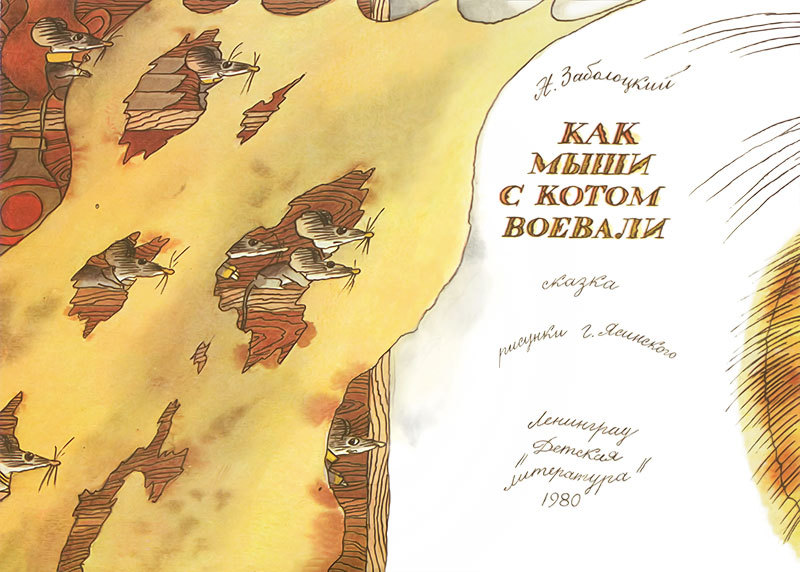 Н. Заболоцкий
КАК
МЫШИ
С КОТОМ
ВОЕВАЛИ
сказка
рисунки Г. Ясинского
Ленинград
„Детская
литература"
1980